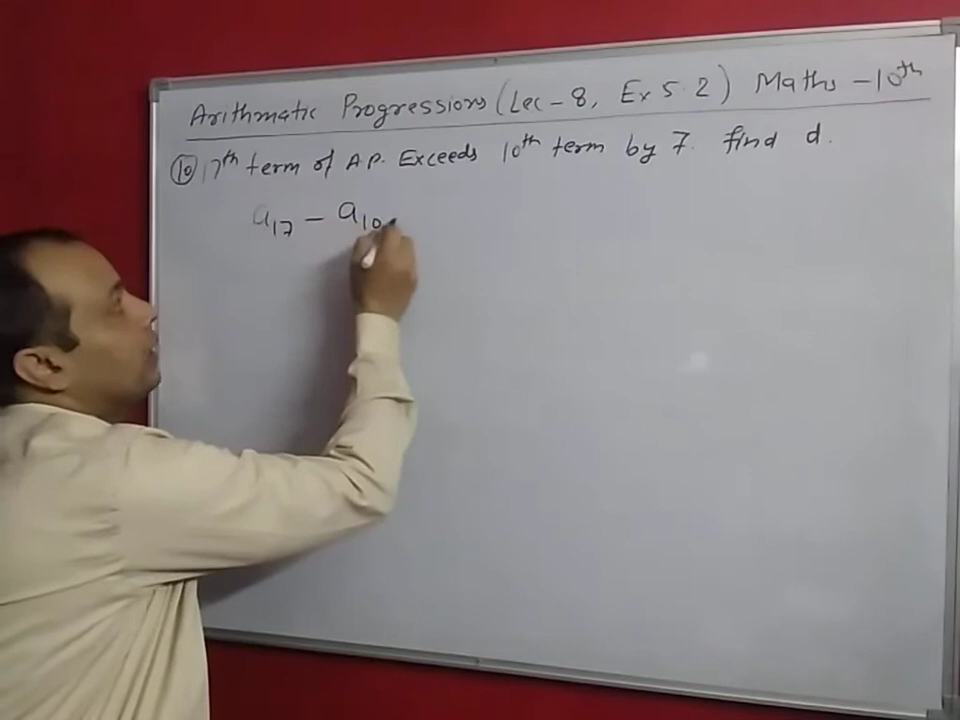 Arithmatic Progressions (Lec-8, Ex 5.2) Maths -10th
(10) 17th term of A.P. Exceeds 10th term by 7. find d.
a17 - a10